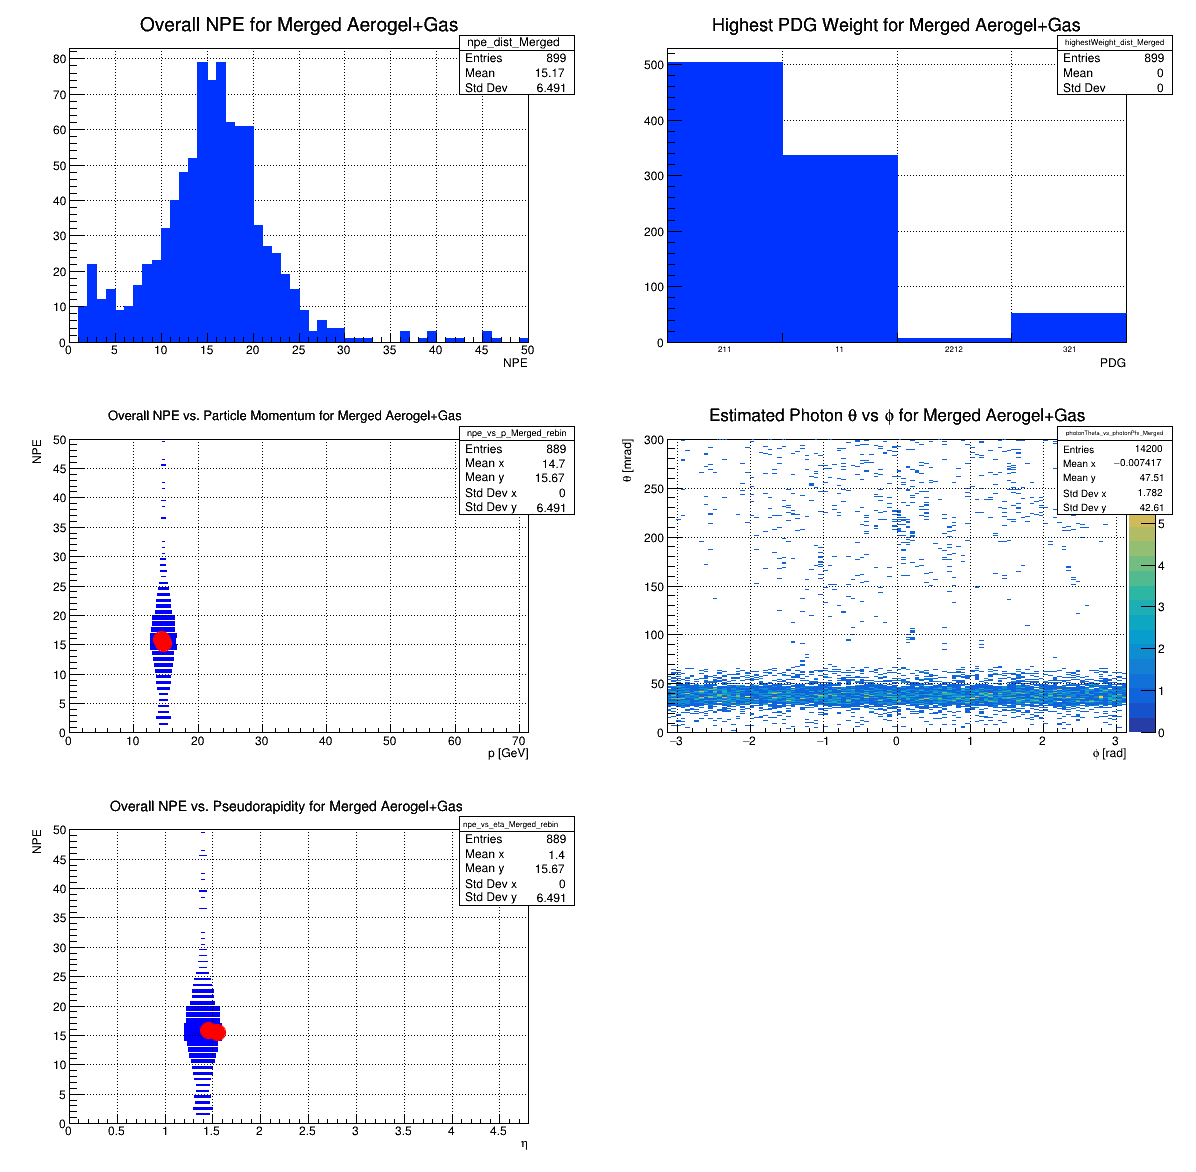 Overall NPE for Merged Aerogel+Gas
npe_dist_Merged
Entries 899
Mean 15.17
Std Dev 6.491
80
70
60
50
40
30
20
10
0
0 5 10 15 20 25 30 35 40 45 50
NPE
Highest PDG Weight for Merged Aerogel+Gas
highestWeight_dist_Merged
Entries 899
Mean 0
Std Dev 0
500
400
300
200
100
0
211 11 2212 321
PDG
Overall NPE vs. Particle Momentum for Merged Aerogel+Gas
npe_vs_p_Merged_rebin
Entries 889
Mean x 14.7
Mean y 15.67
Std Dev x 0
Std Dev y 6.491
NPE
50
45
40
35
30
25
20
15
10
5
0
0 10 20 30 40 50 60 70
p [GeV]
Estimated Photon θ vs ϕ for Merged Aerogel+Gas
photonTheta_vs_photonPhi_Merged
Entries 14200
Mean x −0.007417
Mean y 47.51
Std Dev x 1.782
Std Dev y 42.61
θ [mrad]
300
250
200
150
100
50
0
−3 −2 −1 0 1 2 3
ϕ [rad]
5
4
3
2
1
0
Overall NPE vs. Pseudorapidity for Merged Aerogel+Gas
npe_vs_eta_Merged_rebin
Entries 889
Mean x 1.4
Mean y 15.67
Std Dev x 0
Std Dev y 6.491
NPE
50
45
40
35
30
25
20
15
10
5
0
0 0.5 1 1.5 2 2.5 3 3.5 4 4.5
η